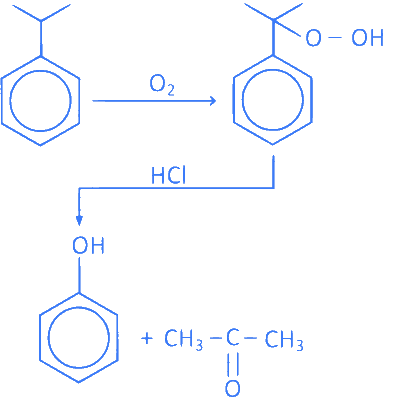 O – OH
O₂
HCl
OH
+ CH₃ – C – CH₃
O